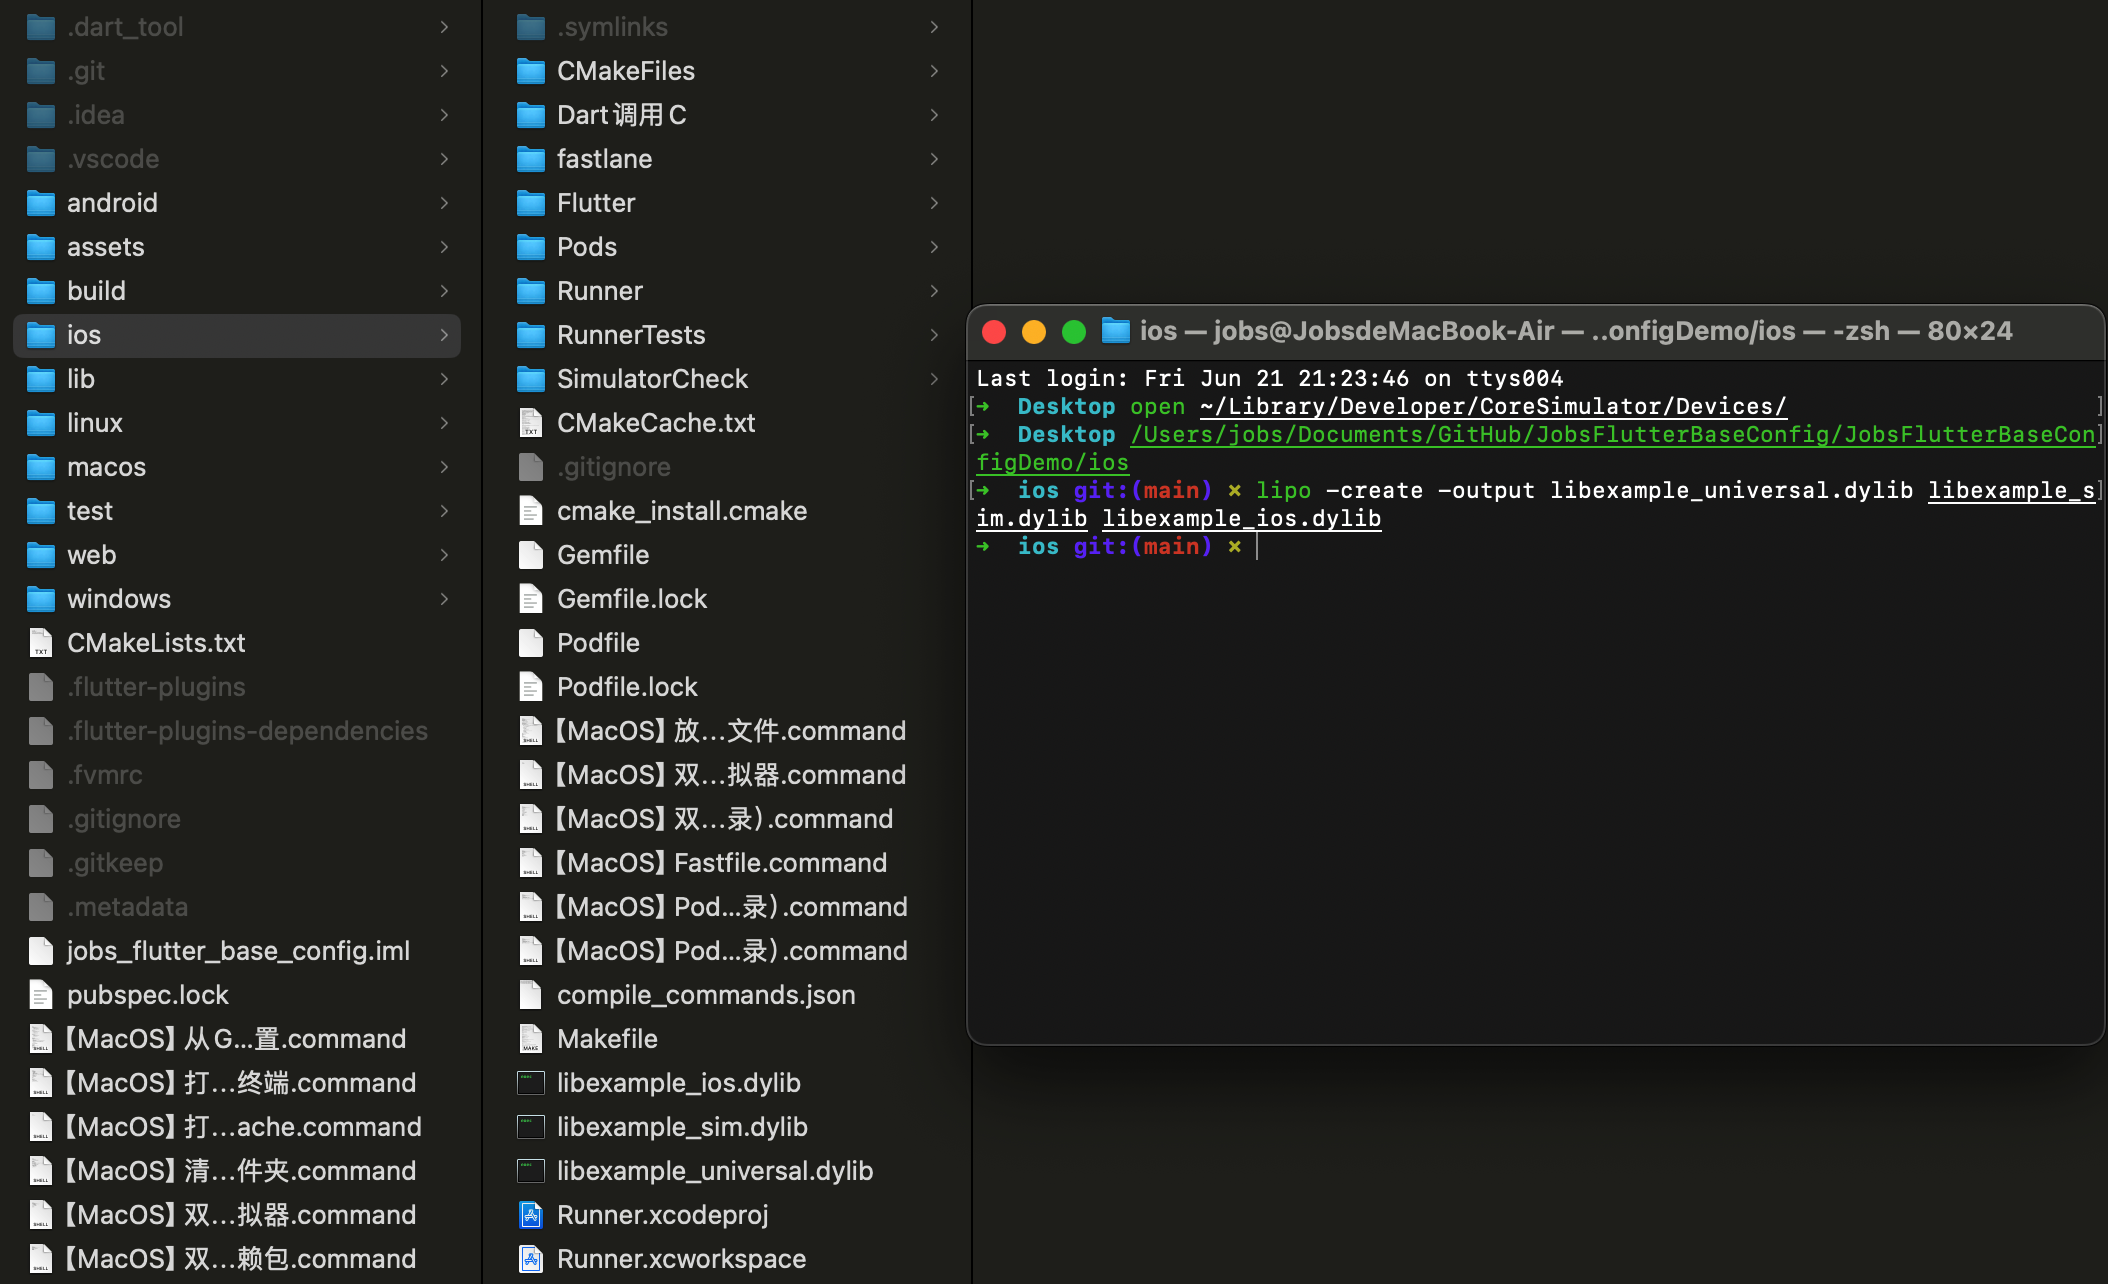 .dart_tool
.git
.idea
.vscode
android
assets
build
ios
lib
linux
macos
test
web
windows
CMakeLists.txt
.flutter-plugins
.flutter-plugins-dependencies
.fvmrc
.gitignore
.gitkeep
.metadata
jobs_flutter_base_config.iml
pubspec.lock
【MacOS】从 G...置.command
【MacOS】打...终端.command
【MacOS】打...ache.command
【MacOS】清...件夹.command
【MacOS】双...拟器.command
【MacOS】双...赖包.command
.symlinks
CMakeFiles
Dart 调用 C
fastlane
Flutter
Pods
Runner
RunnerTests
SimulatorCheck
CMakeCache.txt
.gitignore
cmake_install.cmake
Gemfile
Gemfile.lock
Podfile
Podfile.lock
【MacOS】放...文件.command
【MacOS】双...拟器.command
【MacOS】双...录）.command
【MacOS】Fastfile.command
【MacOS】Pod...录）.command
【MacOS】Pod...录）.command
compile_commands.json
Makefile
libexample_ios.dylib
libexample_sim.dylib
libexample_universal.dylib
Runner.xcodeproj
Runner.xcworkspace
ios — jobs@JobsdeMacBook-Air — ..onfigDemo/ios — -zsh — 80×24
Last login: Fri Jun 21 21:23:46 on ttys004
[➜  Desktop open ~/Library/Developer/CoreSimulator/Devices/ ]
[➜  Desktop /Users/jobs/Documents/GitHub/JobsFlutterBaseConfig/JobsFlutterBaseCon]
figDemo/ios
[➜  ios git:(main) × lipo -create -output libexample_universal.dylib libexample_s]
im.dylib libexample_ios.dylib
➜  ios git:(main) ×